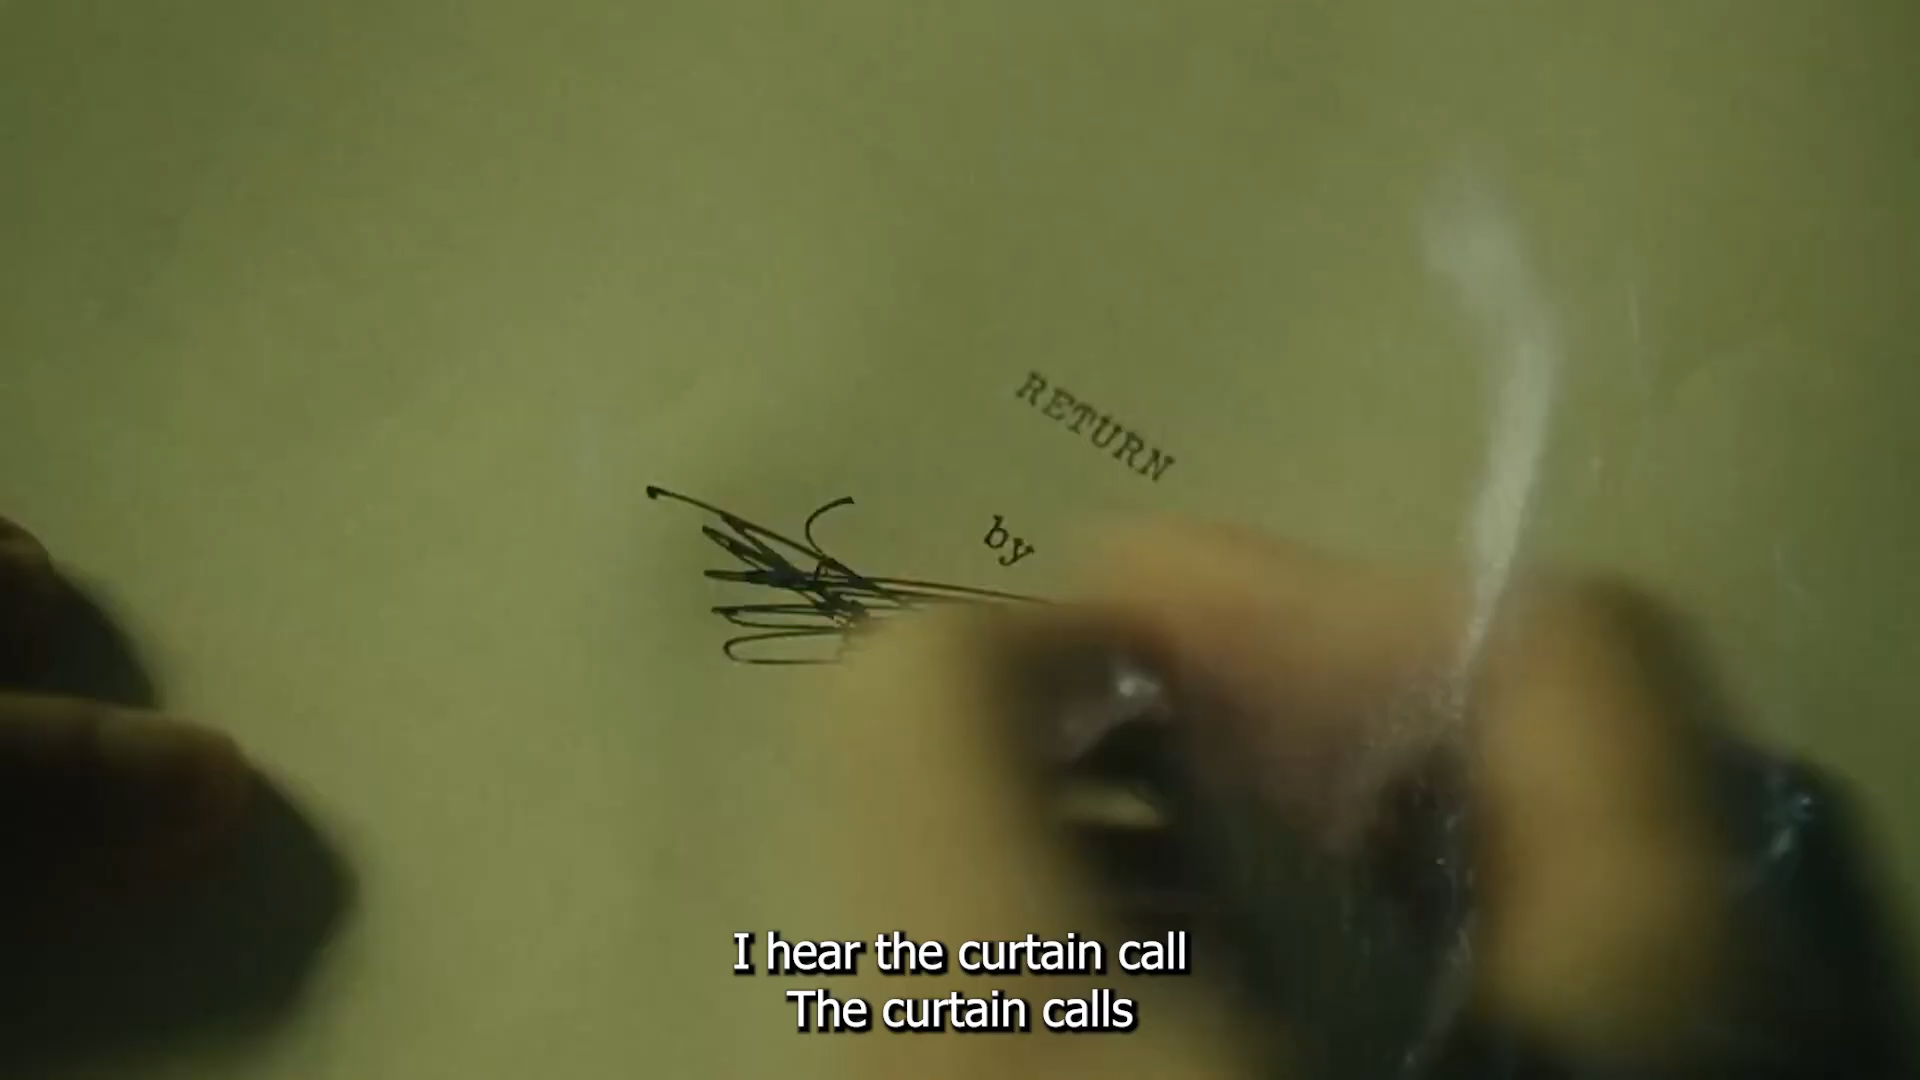 RETURN
by
I hear the curtain call
The curtain calls